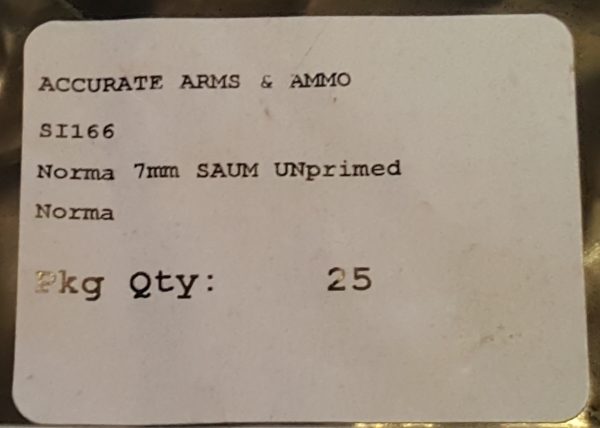 ACCURATE ARMS & AMMO
SI166
Norma 7mm SAUM UNprimed
Norma
Pkg Qty: 25